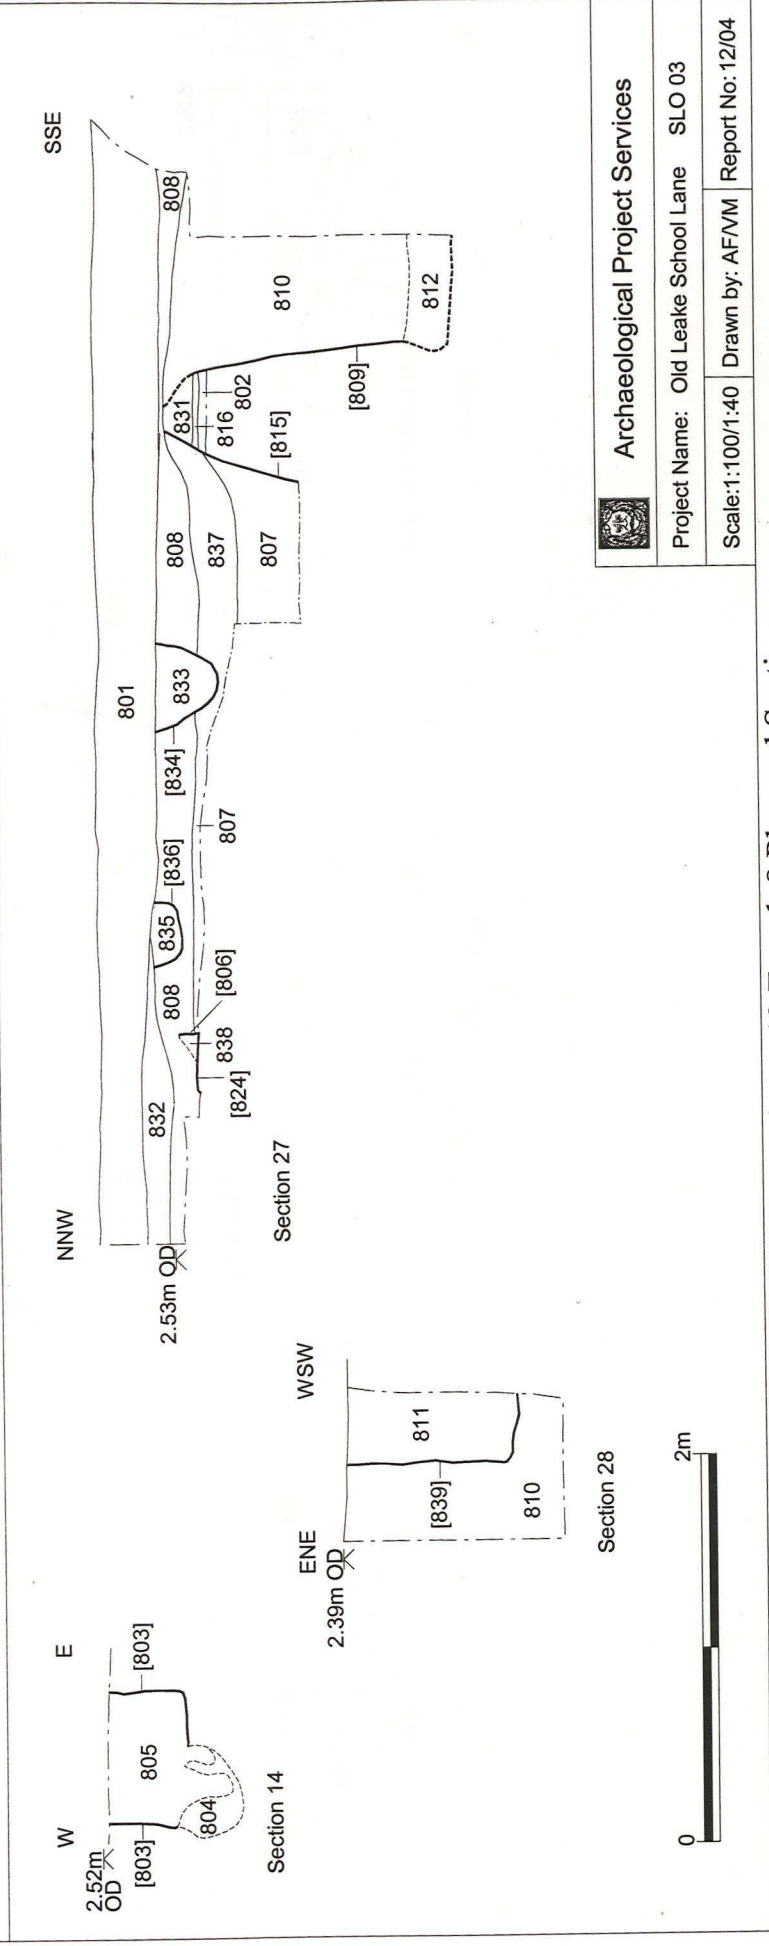 W
E
2.52m
OD
[803]
[803]
805
804
Section 14
ENE
WSW
2.39m OD
[839]
811
810
Section 28
0
2m
NNW
SSE
2.53m OD
801
832
808
835
[836]
[834]
833
808
831
808
[824]
838
[806]
807
837
807
816
802
[815]
810
[809]
812
Section 27
Archaeological Project Services
Project Name: Old Leake School Lane SLO 03
Scale:1:100/1:40
Drawn by: AF/VM
Report No: 12/04